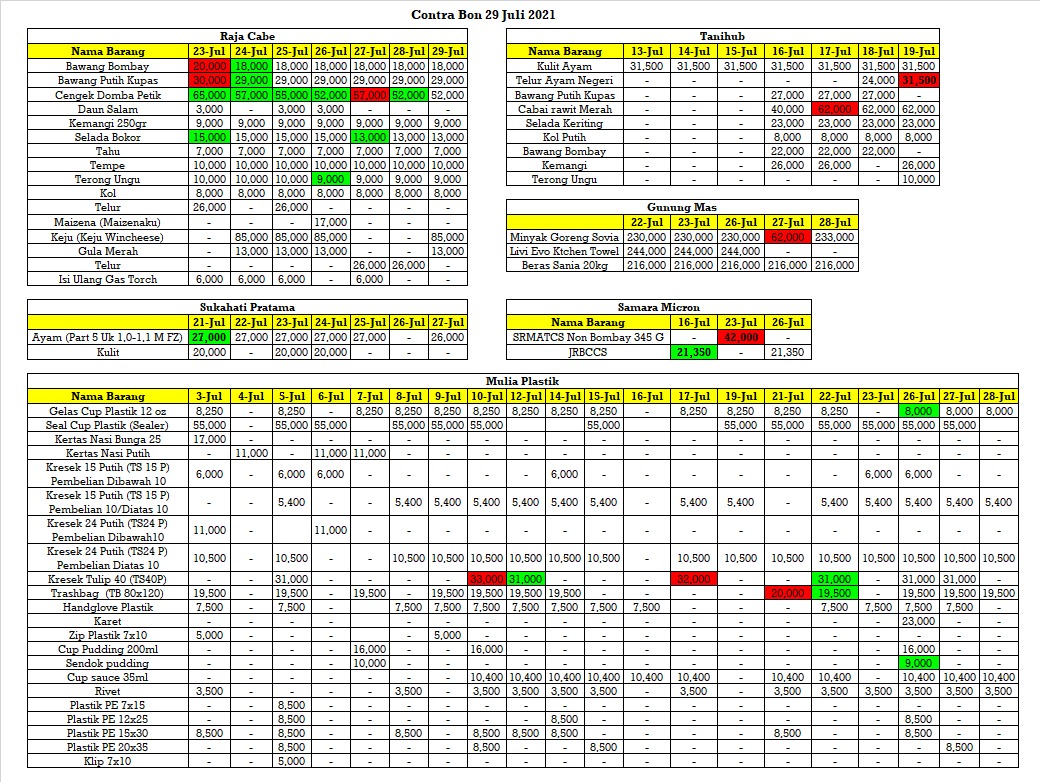 Contra Bon 29 Juli 2021
Raja Cabe
Nama Barang 23-Jul 24-Jul 25-Jul 26-Jul 27-Jul 28-Jul 29-Jul
Bawang Bombay 20,000 18,000 18,000 18,000 18,000 18,000 18,000
Bawang Putih Kupas 30,000 29,000 29,000 29,000 29,000 29,000 29,000
Cengek Domba Petik 65,000 57,000 55,000 52,000 57,000 52,000 52,000
Daun Salam 3,000 - 3,000 3,000 - - -
Kemangi 250gr 9,000 9,000 9,000 9,000 9,000 9,000 9,000
Selada Bokor 15,000 15,000 15,000 15,000 13,000 13,000 13,000
Tahu 7,000 7,000 7,000 7,000 7,000 7,000 7,000
Tempe 10,000 10,000 10,000 10,000 10,000 10,000 10,000
Terong Ungu 10,000 10,000 10,000 9,000 9,000 9,000 9,000
Kol 8,000 8,000 8,000 8,000 8,000 8,000 8,000
Telur 26,000 - 26,000 - - - -
Maizena (Maizenaku) - - - 17,000 - - -
Keju (Keju Wincheese) - 85,000 85,000 85,000 - - 85,000
Gula Merah - 13,000 13,000 13,000 - - 13,000
Telur - - - - 26,000 26,000 -
Isi Ulang Gas Torch 6,000 6,000 6,000 - 6,000 - -
Tanihub
Nama Barang 13-Jul 14-Jul 15-Jul 16-Jul 17-Jul 18-Jul 19-Jul
Kulit Ayam 31,500 31,500 31,500 31,500 31,500 31,500 31,500
Telur Ayam Negeri - - - - - 24,000 31,500
Bawang Putih Kupas - - - 27,000 27,000 27,000 -
Cabai rawit Merah - - - 40,000 62,000 62,000 62,000
Selada Keriting - - - 23,000 23,000 23,000 23,000
Kol Putih - - - 8,000 8,000 8,000 8,000
Bawang Bombay - - - 22,000 22,000 22,000 -
Kemangi - - - 26,000 26,000 - 26,000
Terong Ungu - - - - - - 10,000
Gunung Mas
22-Jul 23-Jul 26-Jul 27-Jul 28-Jul
Minyak Goreng Sovia 230,000 230,000 230,000 62,000 233,000
Livi Evo Ktchen Towel 244,000 244,000 244,000 - -
Beras Sania 20kg 216,000 216,000 216,000 216,000 216,000
Sukahati Pratama
21-Jul 22-Jul 23-Jul 24-Jul 25-Jul 26-Jul 27-Jul
Ayam (Part 5 Uk 1,0-1,1 M FZ) 27,000 27,000 27,000 27,000 27,000 - 26,000
Kulit 20,000 - 20,000 20,000 - - -
Samara Micron
Nama Barang 16-Jul 23-Jul 26-Jul
SRMATCS Non Bombay 345 G - 42,000 -
JRBCCS 21,350 - 21,350
Mulia Plastik
Nama Barang 3-Jul 4-Jul 5-Jul 6-Jul 7-Jul 8-Jul 9-Jul 10-Jul 12-Jul 14-Jul 15-Jul 16-Jul 17-Jul 19-Jul 21-Jul 22-Jul 23-Jul 26-Jul 27-Jul 28-Jul
Gelas Cup Plastik 12 oz 8,250 - 8,250 - 8,250 8,250 8,250 8,250 8,250 8,250 8,250 - 8,250 8,250 8,250 8,250 - 8,000 8,000 8,000
Seal Cup Plastik (Sealer) 55,000 - 55,000 55,000 55,000 55,000 55,000 55,000 55,000 55,000 55,000 55,000 55,000 55,000
Kertas Nasi Bunga 25 17,000 - - - - - - - - - - - - - - - - - -
Kertas Nasi Putih - 11,000 - 11,000 11,000 - - - - - - - - - - - - - - -
Kresek 15 Putih (TS 15 P)
Pembelian Dibawah 10 6,000 - 6,000 6,000 - - - - - 6,000 - - - - - - 6,000 6,000 - -
Kresek 15 Putih (TS 15 P)
Pembelian 10/Diatas 10 - - 5,400 - 5,400 5,400 5,400 5,400 5,400 5,400 - 5,400 5,400 - 5,400 5,400 5,400 5,400 5,400
Kresek 24 Putih (TS24 P)
Pembelian Dibawah10 11,000 - 11,000 - - - - - - - - - - - - - - - -
Kresek 24 Putih (TS24 P)
Pembelian Diatas 10 10,500 - 10,500 - - 10,500 10,500 10,500 10,500 10,500 10,500 - 10,500 10,500 10,500 10,500 10,500 10,500 10,500 10,500
Kresek Tulip 40 (TS40P) - - 31,000 - - - - 33,000 31,000 - - - 32,000 - - 31,000 - 31,000 31,000 -
Trashbag (TB 80x120) 19,500 - 19,500 - 19,500 - 19,500 19,500 19,500 19,500 - - - - 20,000 19,500 - 19,500 19,500 19,500
Handglove Plastik 7,500 - 7,500 - - 7,500 7,500 7,500 7,500 7,500 7,500 7,500 - - - 7,500 7,500 7,500 7,500 -
Karet - - - - - - - - - - - - - - - - - 23,000 - -
Zip Plastik 7x10 5,000 - - - - - 5,000 - - - - - - - - - - - - -
Cup Pudding 200ml - - - - 16,000 - - 16,000 - - - - - - - - - 16,000 - -
Sendok pudding - - - - 10,000 - - - - - - - - - - - - 9,000 - -
Cup sauce 35ml - - - - - - - 10,400 10,400 10,400 10,400 10,400 10,400 - 10,400 10,400 - 10,400 10,400 10,400
Rivet 3,500 - - - - 3,500 - 3,500 3,500 3,500 3,500 - 3,500 - 3,500 3,500 3,500 3,500 3,500 3,500
Plastik PE 7x15 - - 8,500 - - - - - - - - - - - - - - - - -
Plastik PE 12x25 - - 8,500 - - - - - - 8,500 - - - - - - - 8,500 - -
Plastik PE 15x30 8,500 - 8,500 - - 8,500 - 8,500 8,500 8,500 - - - - 8,500 - - 8,500 - -
Plastik PE 20x35 - - 8,500 - - - - 8,500 - - 8,500 - - - - - - - 8,500 -
Klip 7x10 - - 5,000 - - - - - - - - - - - - - - - - -